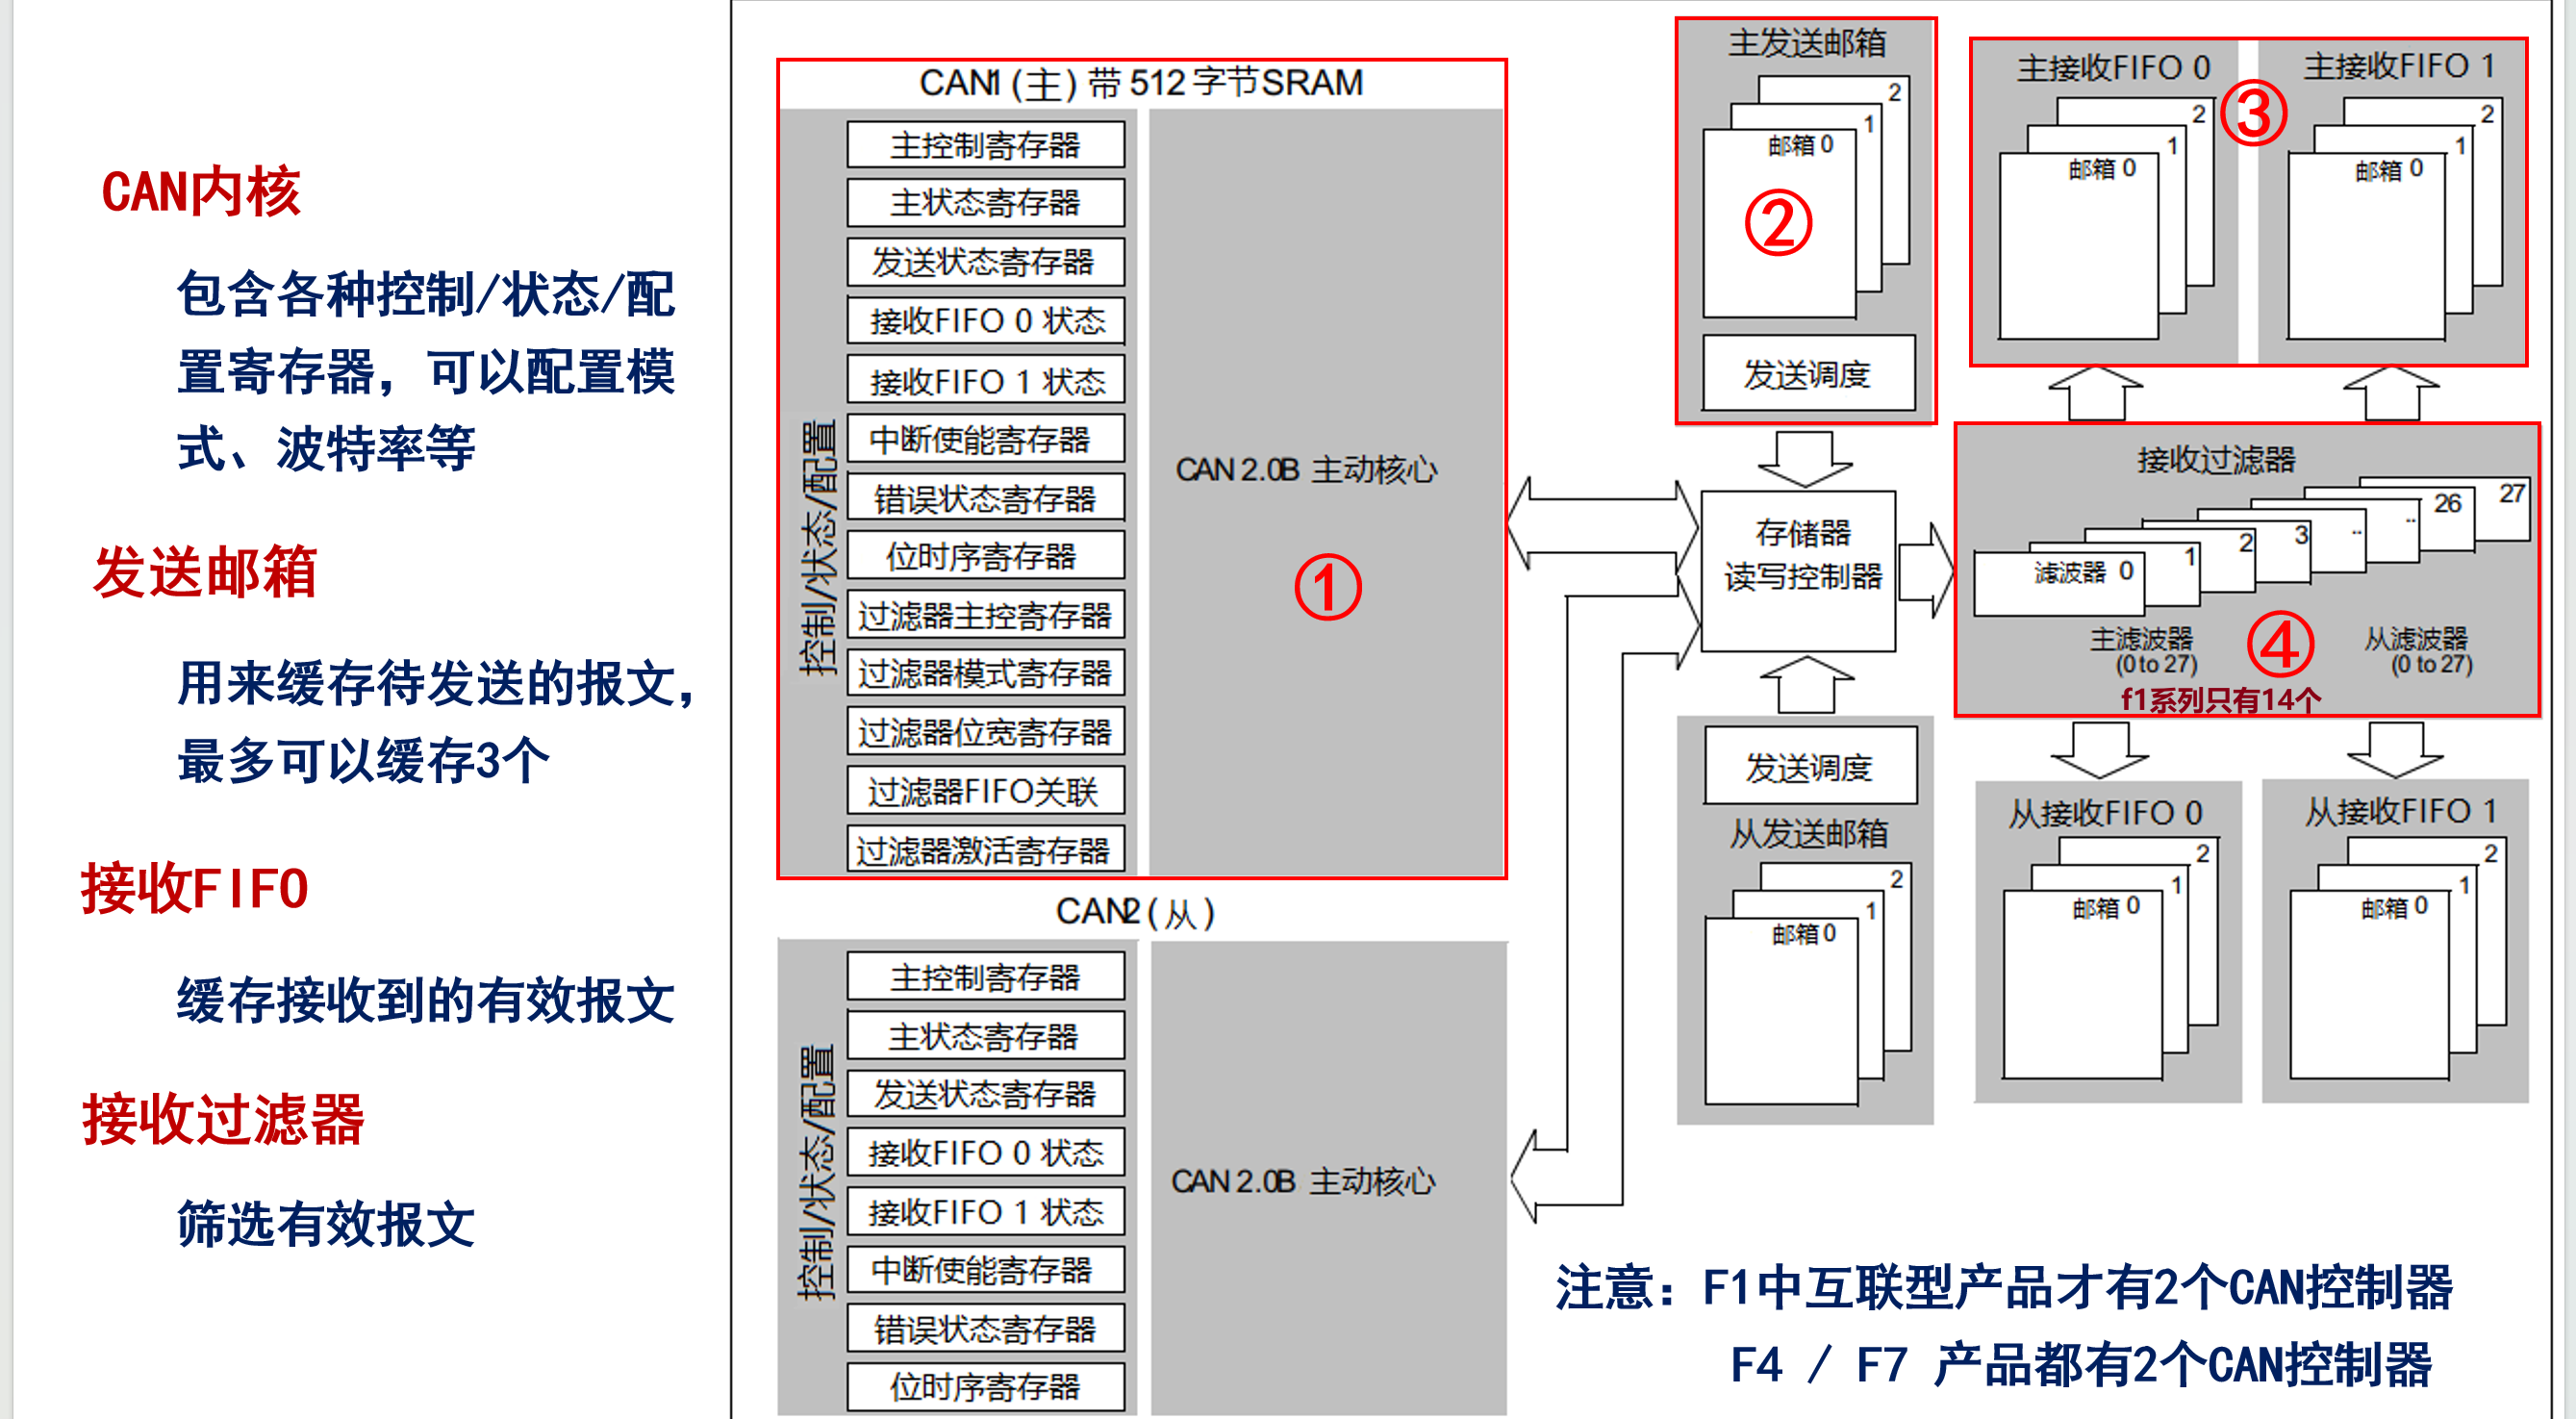 CAN内核
包含各种控制/状态/配
置寄存器，可以配置模
式、波特率等
发送邮箱
用来缓存待发送的报文，
最多可以缓存3个
接收FIFO
缓存接收到的有效报文
接收过滤器
筛选有效报文
CAN1 (主) 带 512 字节SRAM
控制/状态/配置
主控制寄存器
主状态寄存器
发送状态寄存器
接收FIFO 0 状态
接收FIFO 1 状态
中断使能寄存器
错误状态寄存器
位时序寄存器
过滤器主控寄存器
过滤器模式寄存器
过滤器位宽寄存器
过滤器FIFO关联
过滤器激活寄存器
CAN 2.0B 主动核心
①
CAN2 (从)
控制/状态/配置
主控制寄存器
主状态寄存器
发送状态寄存器
接收FIFO 0 状态
接收FIFO 1 状态
中断使能寄存器
错误状态寄存器
位时序寄存器
CAN 2.0B 主动核心
主发送邮箱
2
1
邮箱 0
②
发送调度
主接收FIFO 0
2
1
邮箱 0
③
主接收FIFO 1
2
1
邮箱 0
存储器
读写控制器
接收过滤器
27
26
..
..
3
2
1
滤波器 0
主滤波器
(0 to 27)
④
从滤波器
(0 to 27)
f1系列只有14个
发送调度
从发送邮箱
2
1
邮箱 0
从接收FIFO 0
2
1
邮箱 0
从接收FIFO 1
2
1
邮箱 0
注意：F1中互联型产品才有2个CAN控制器
F4 / F7 产品都有2个CAN控制器